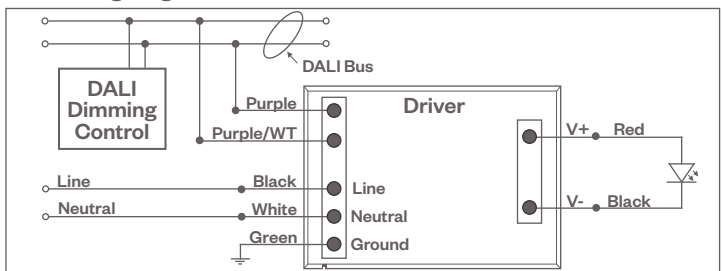 DALI Bus
DALI
Dimming
Control
Driver
Purple
Purple/WT
V+ Red
Line Black Line
Neutral White Neutral
V- Black
Green Ground